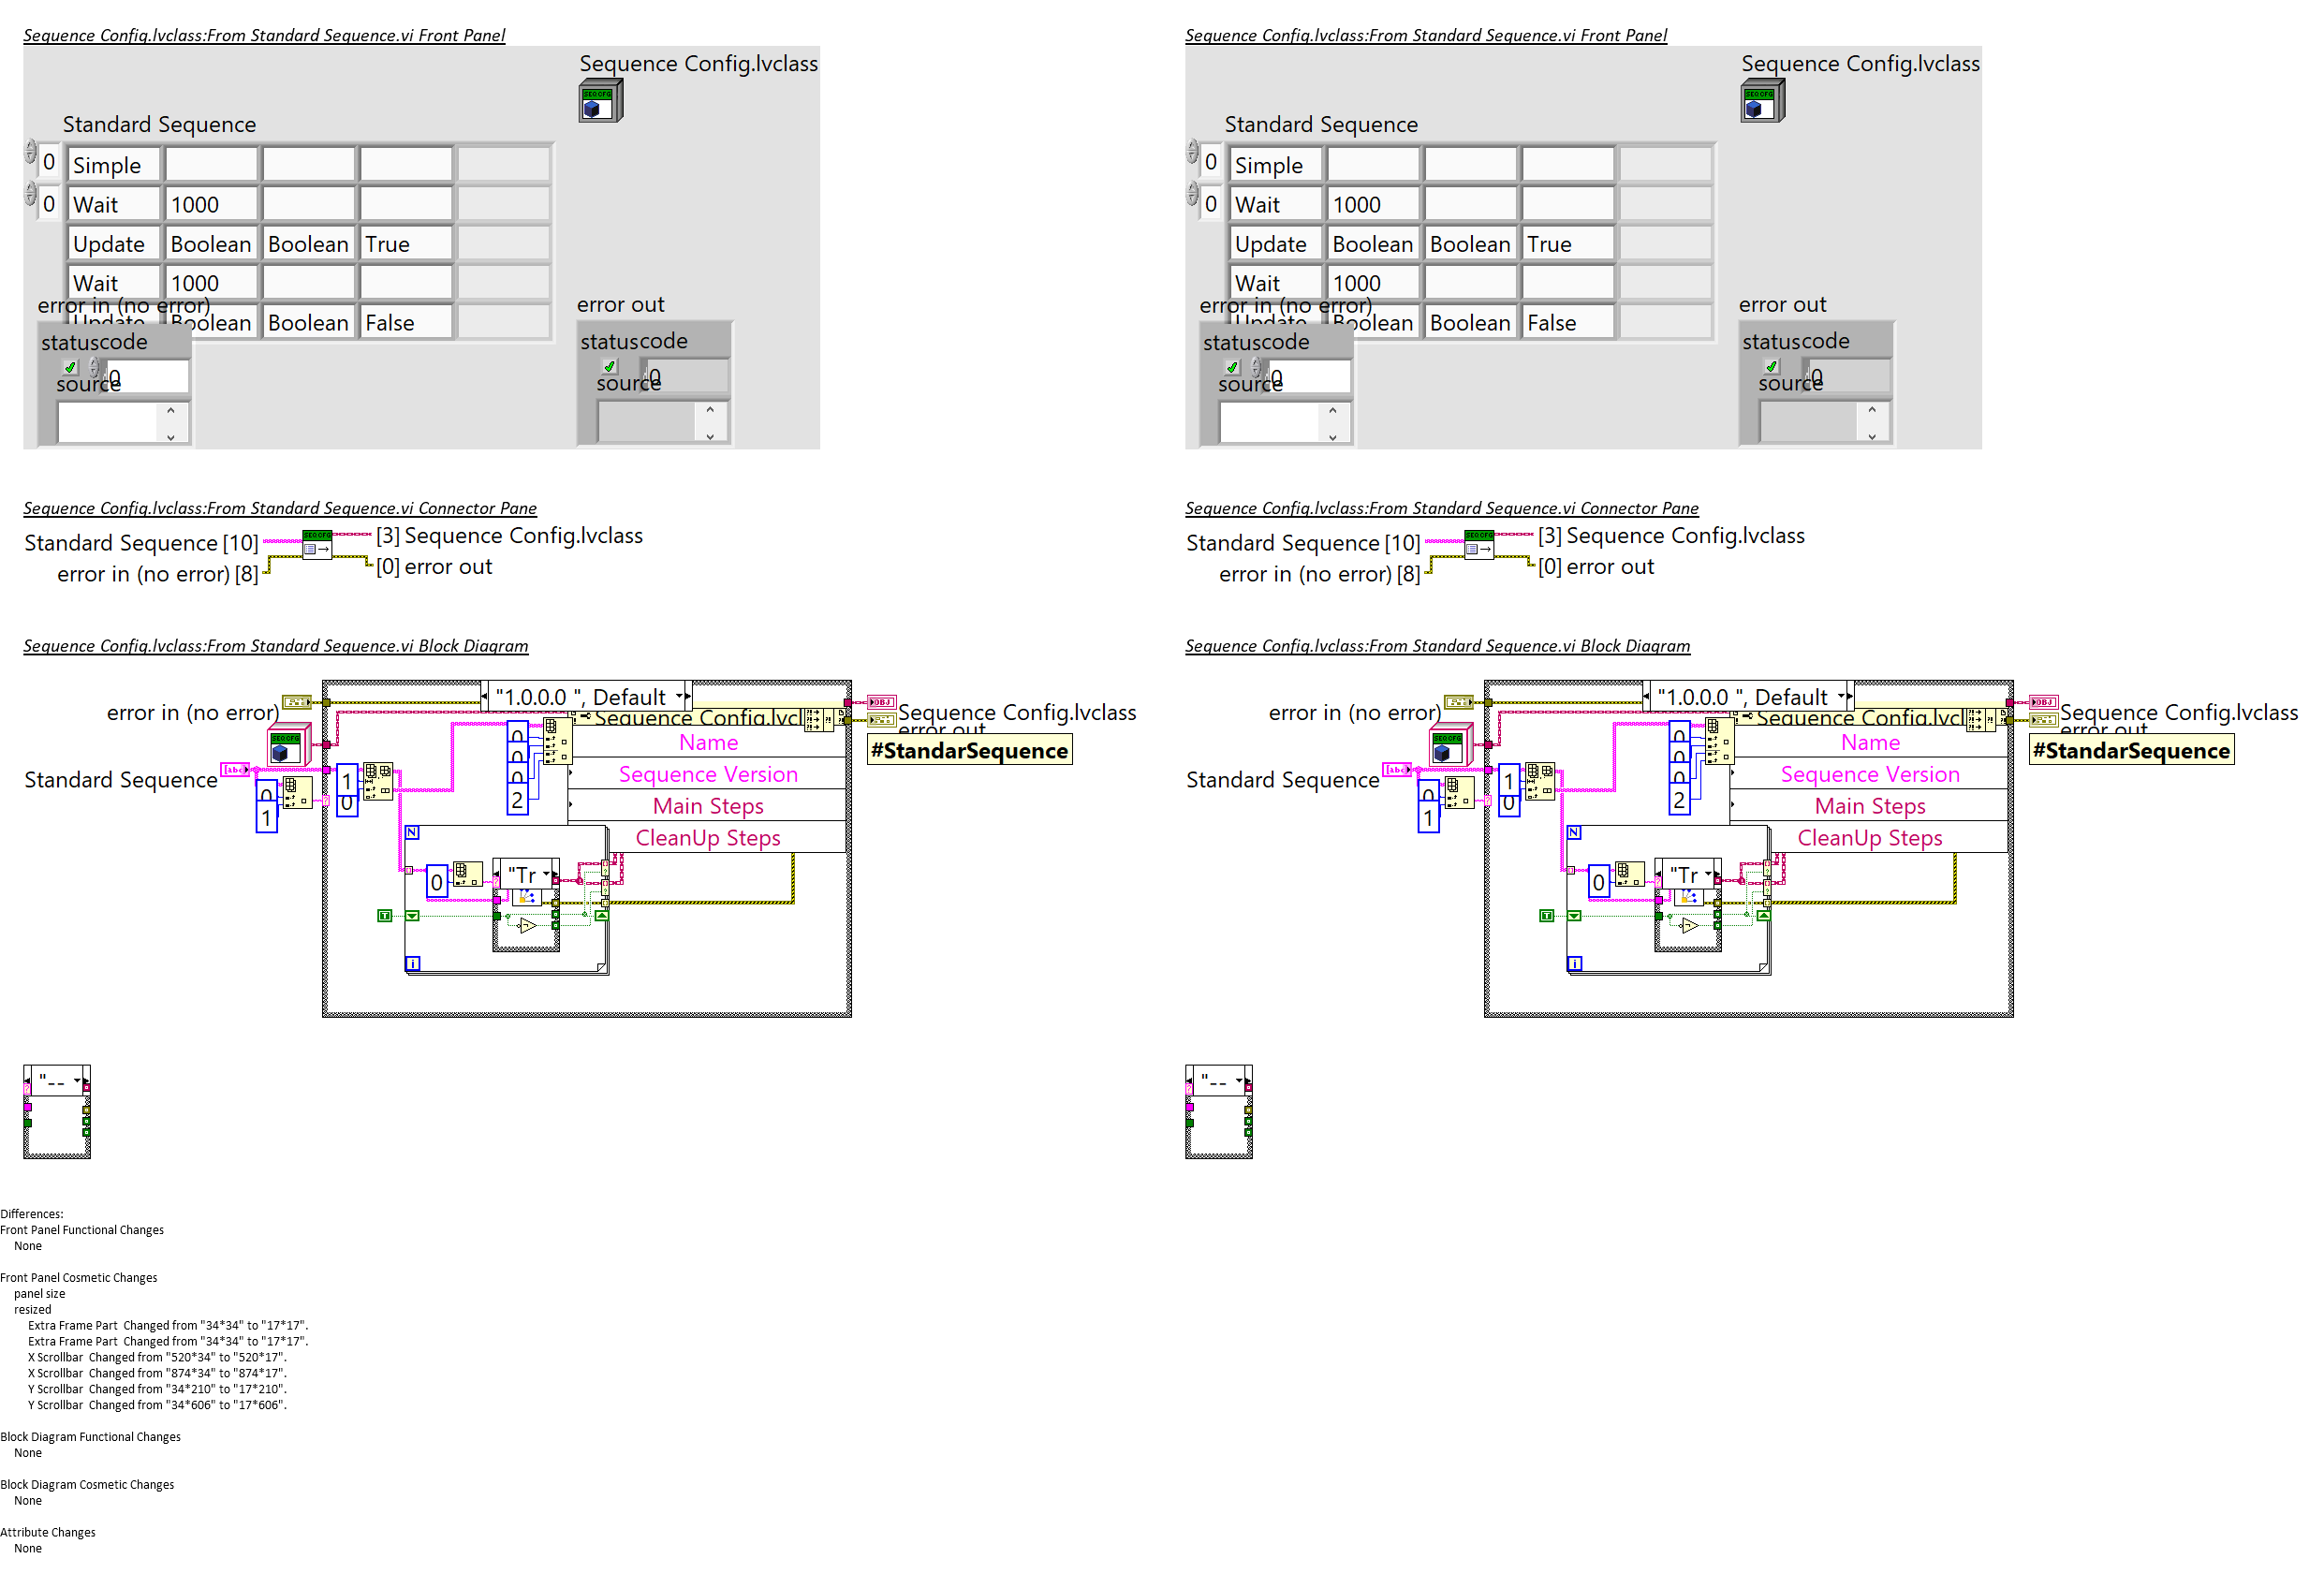 Sequence Config.lvclass:From Standard Sequence.vi Front Panel
Sequence Config.lvclass
Standard Sequence
0 Simple
0 Wait 1000
Update Boolean Boolean True
Wait 1000
error in (no error)
error out
Update Boolean Boolean False
status code
status code
0
0
source
source
Sequence Config.lvclass:From Standard Sequence.vi Front Panel
Sequence Config.lvclass
Standard Sequence
0 Simple
0 Wait 1000
Update Boolean Boolean True
Wait 1000
error in (no error)
error out
Update Boolean Boolean False
status code
status code
0
0
source
source
Sequence Config.lvclass:From Standard Sequence.vi Connector Pane
SEQ CFG
Standard Sequence [10]
[3] Sequence Config.lvclass
error in (no error) [8]
[0] error out
Sequence Config.lvclass:From Standard Sequence.vi Connector Pane
SEQ CFG
Standard Sequence [10]
[3] Sequence Config.lvclass
error in (no error) [8]
[0] error out
Sequence Config.lvclass:From Standard Sequence.vi Block Diagram
"1.0.0.0 ", Default
error in (no error)
Sequence Config.lvcl
Sequence Config.lvclass
error out
#StandarSequence
SEQ CFG
Name
Sequence Version
Main Steps
CleanUp Steps
Standard Sequence
abc
0
1
1
0
0
0
0
2
N
0
"Tr
T
i
OBJ
Sequence Config.lvclass:From Standard Sequence.vi Block Diagram
"1.0.0.0 ", Default
error in (no error)
Sequence Config.lvcl
Sequence Config.lvclass
error out
#StandarSequence
SEQ CFG
Name
Sequence Version
Main Steps
CleanUp Steps
Standard Sequence
abc
0
1
1
0
0
0
0
2
N
0
"Tr
T
i
OBJ
"--
"--
Differences:
Front Panel Functional Changes
None
Front Panel Cosmetic Changes
panel size
resized
Extra Frame Part  Changed from "34*34" to "17*17".
Extra Frame Part  Changed from "34*34" to "17*17".
X Scrollbar  Changed from "520*34" to "520*17".
X Scrollbar  Changed from "874*34" to "874*17".
Y Scrollbar  Changed from "34*210" to "17*210".
Y Scrollbar  Changed from "34*606" to "17*606".
Block Diagram Functional Changes
None
Block Diagram Cosmetic Changes
None
Attribute Changes
None